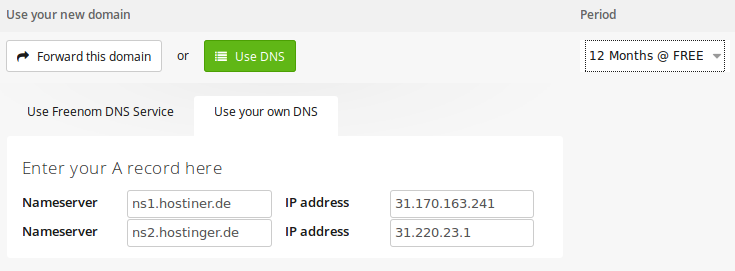 Use your new domain Period
Forward this domain or Use DNS 12 Months @ FREE
Use Freenom DNS Service Use your own DNS
Enter your A record here
Nameserver ns1.hostiner.de IP address 31.170.163.241
Nameserver ns2.hostinger.de IP address 31.220.23.1